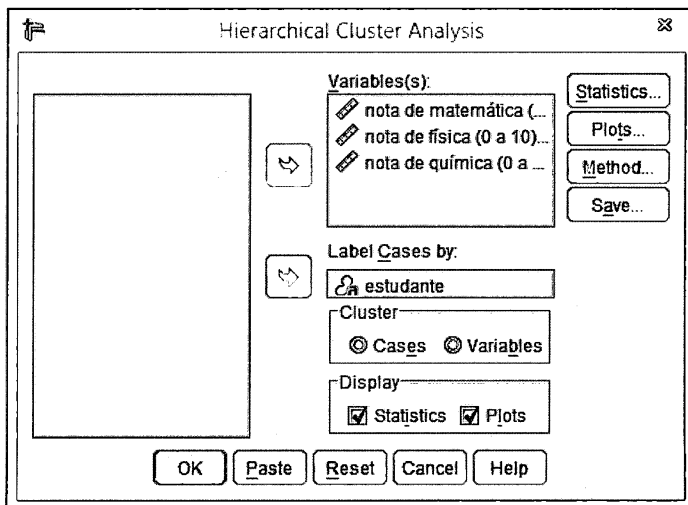 Hierarchical Cluster Analysis
Variables(s):
nota de matemática (...
nota de física (0 a 10)...
nota de química (0 a ...
Statistics...
Plots...
Method...
Save...
Label Cases by:
estudante
Cluster
Cases Variables
Display
Statistics Plots
OK Paste Reset Cancel Help